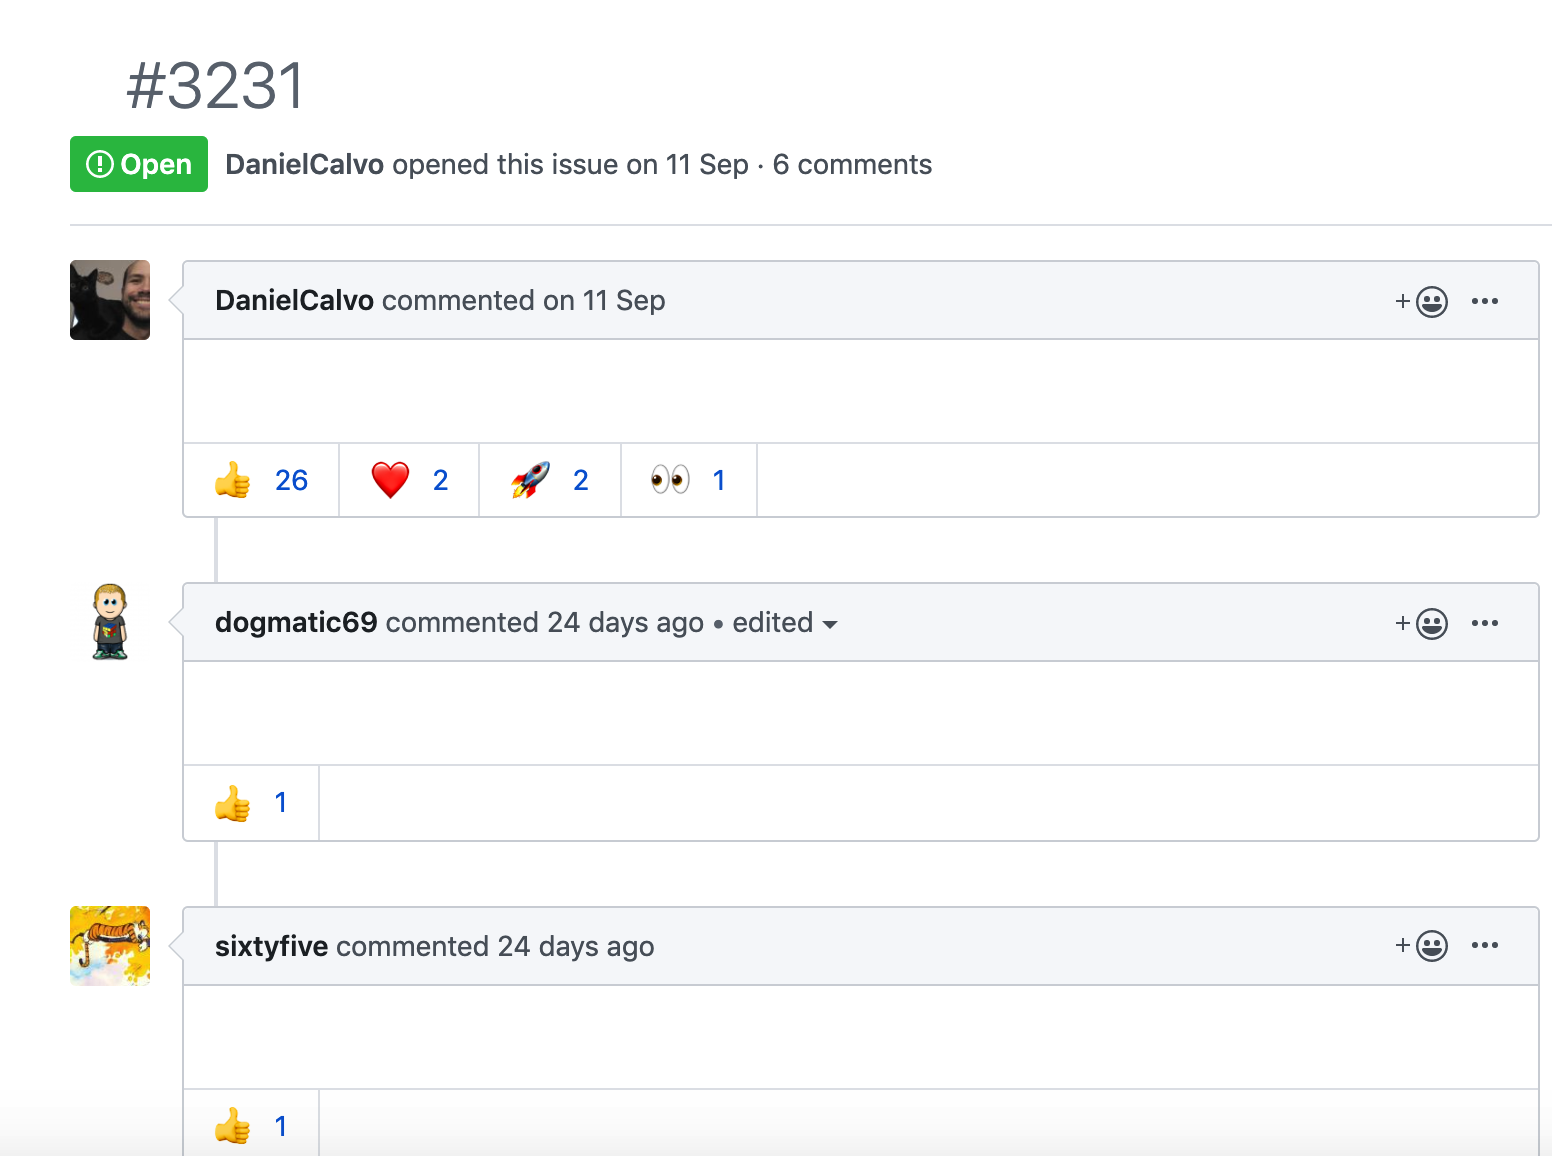 #3231
Open DanielCalvo opened this issue on 11 Sep · 6 comments
DanielCalvo commented on 11 Sep
26 2 2 1
dogmatic69 commented 24 days ago • edited
1
sixtyfive commented 24 days ago
1